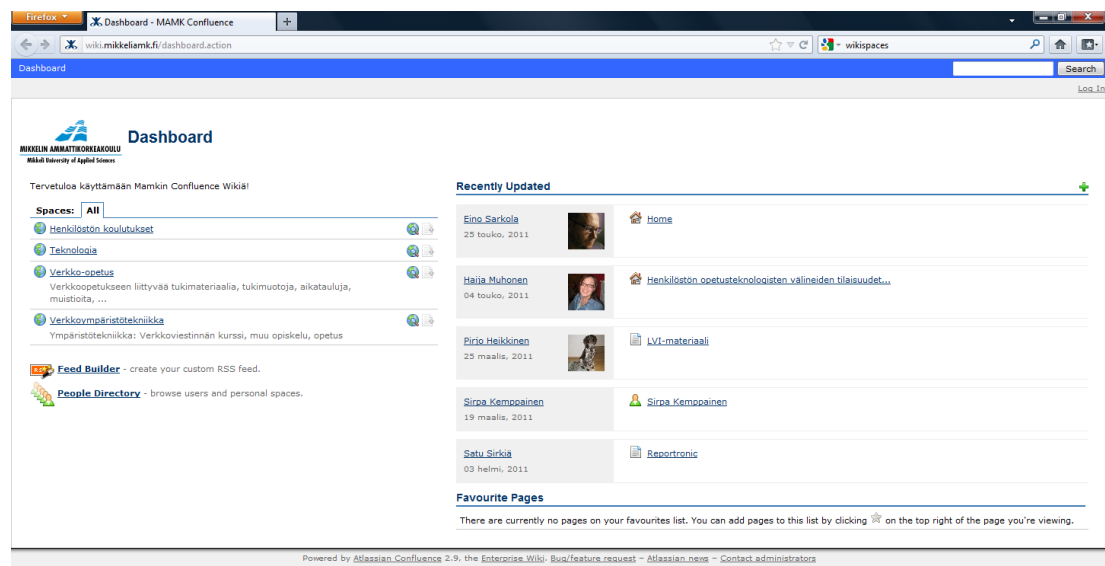 Firefox
Dashboard - MAMK Confluence
wiki.mikkeliamk.fi/dashboard.action
wikispaces
Dashboard
Search
Log In
MIKKELIN AMMATTIKORKEAKOULU
Mikkeli University of Applied Sciences
Dashboard
Tervetuloa käyttämään Mamkin Confluence Wikiä!
Spaces: All
Henkilöstön koulutukset
Teknologia
Verkko-opetus
Verkkoopetukseen liittyvää tukimateriaalia, tukimuotoja, aikatauluja,
muistioita, ...
Verkkoympäristötekniikka
Ympäristötekniikka: Verkkoviestinnän kurssi, muu opiskelu, opetus
RSS
Feed Builder - create your custom RSS feed.
People Directory - browse users and personal spaces.
Recently Updated
Eino Sarkola
25 touko, 2011
Home
Haija Muhonen
04 touko, 2011
Henkilöstön opetusteknologisten välineiden tilaisuudet...
Pirjo Heikkinen
25 maalis, 2011
LVI-materiaali
Sirpa Kemppainen
19 maalis, 2011
Sirpa Kemppainen
Satu Sirkiä
03 helmi, 2011
Reportronic
Favourite Pages
There are currently no pages on your favourites list. You can add pages to this list by clicking on the top right of the page you're viewing.
Powered by Atlassian Confluence 2.9, the Enterprise Wiki. Bug/feature request – Atlassian news – Contact administrators